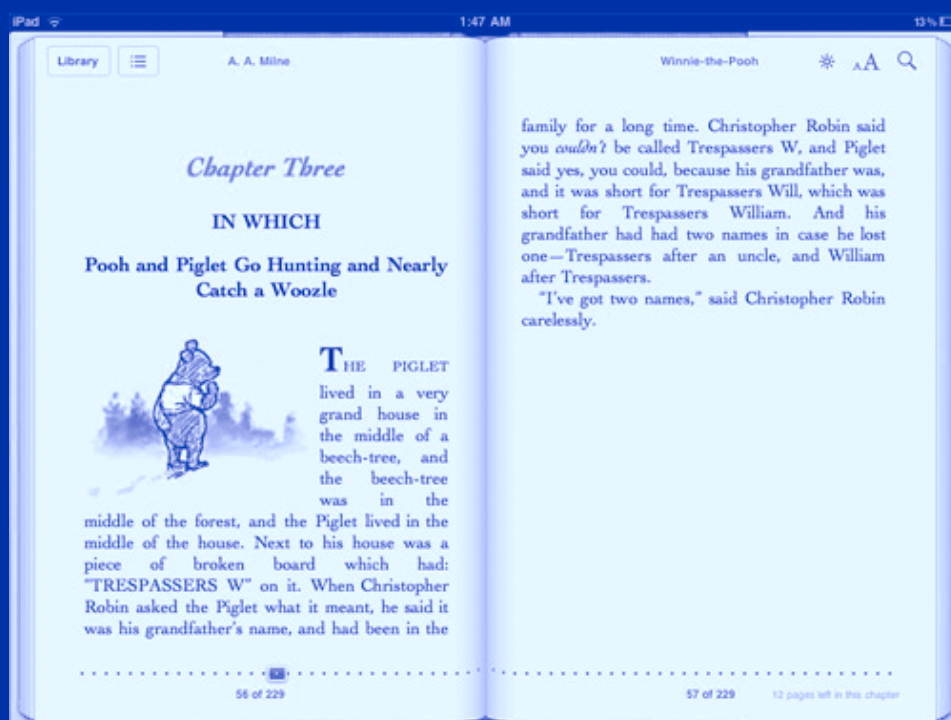 iPad 1:47 AM 13%
Library A. A. Milne Winnie-the-Pooh AA
Chapter Three
IN WHICH
Pooh and Piglet Go Hunting and Nearly
Catch a Woozle
THE PIGLET
lived in a very
grand house in
the middle of a
beech-tree, and
the beech-tree
was in the
middle of the forest, and the Piglet lived in the
middle of the house. Next to his house was a
piece of broken board which had:
"TRESPASSERS W" on it. When Christopher
Robin asked the Piglet what it meant, he said it
was his grandfather's name, and had been in the
56 of 229
family for a long time. Christopher Robin said
you couldn't be called Trespassers W, and Piglet
said yes, you could, because his grandfather was,
and it was short for Trespassers Will, which was
short for Trespassers William. And his
grandfather had had two names in case he lost
one—Trespassers after an uncle, and William
after Trespassers.
"I've got two names," said Christopher Robin
carelessly.
57 of 229 12 pages left in this chapter